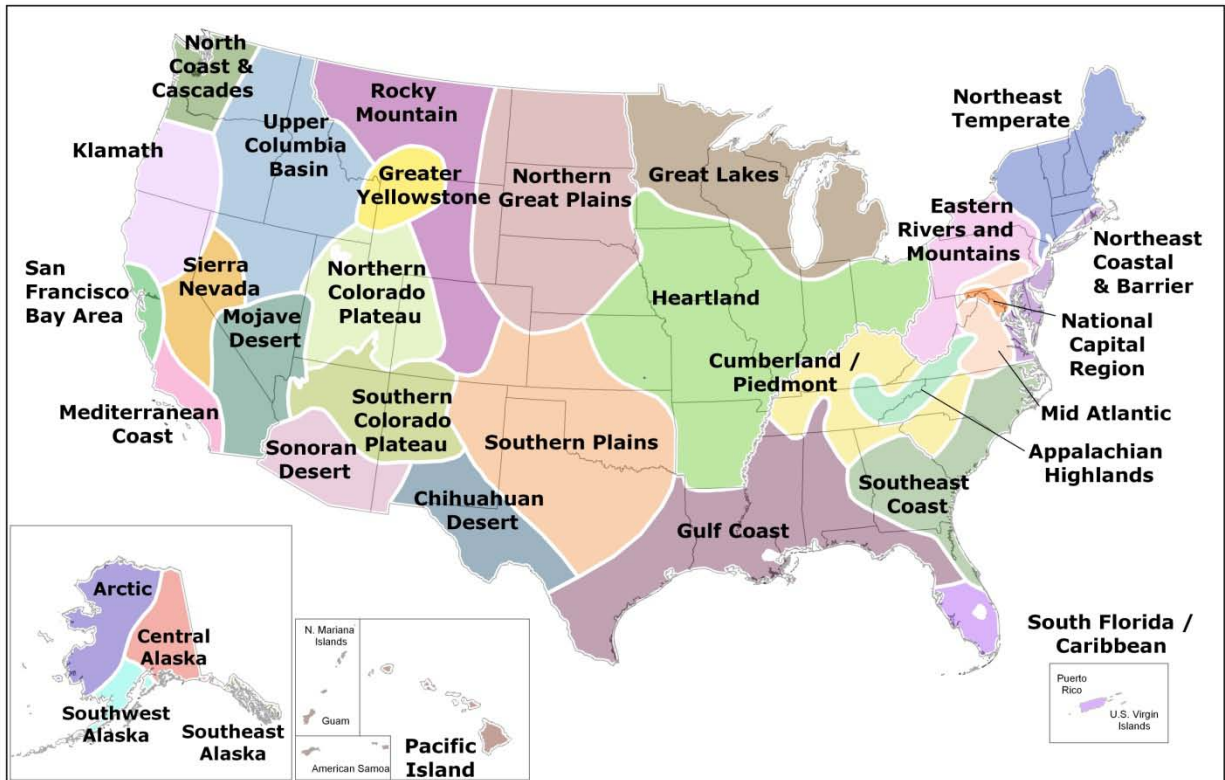 North
Coast &
Cascades
Klamath
Upper
Columbia
Basin
Rocky
Mountain
Greater
Yellowstone
Northern
Great Plains
Great Lakes
Northeast
Temperate
Eastern
Rivers and
Mountains
Northeast
Coastal
& Barrier
San
Francisco
Bay Area
Sierra
Nevada
Mojave
Desert
Northern
Colorado
Plateau
Heartland
National
Capital
Region
Mediterranean
Coast
Southern
Colorado
Plateau
Cumberland /
Piedmont
Mid Atlantic
Sonoran
Desert
Southern Plains
Appalachian
Highlands
Chihuahuan
Desert
Gulf Coast
Southeast
Coast
Arctic
Central
Alaska
Southwest
Alaska
Southeast
Alaska
N. Mariana
Islands
Guam
American Samoa
Pacific
Island
South Florida /
Caribbean
Puerto
Rico
U.S. Virgin
Islands